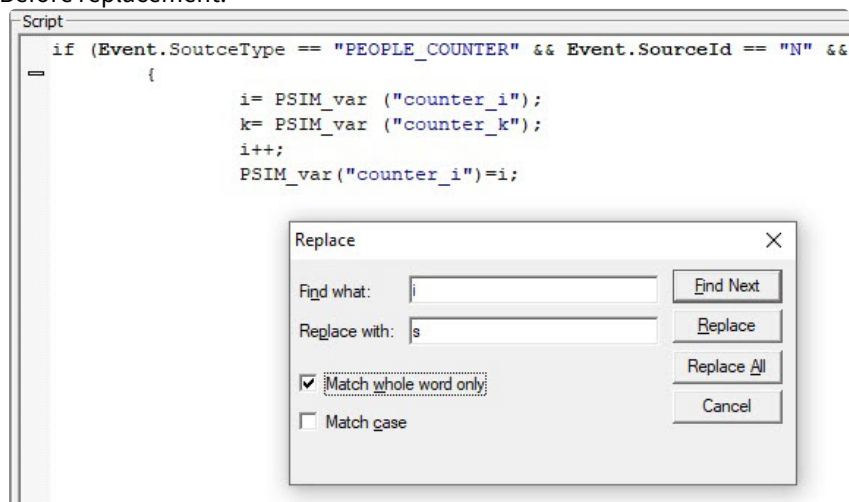 Before replacement:
Script
if (Event.SoutceType == "PEOPLE_COUNTER" && Event.SourceId == "N" &&
{
i= PSIM_var ("counter_i");
k= PSIM_var ("counter_k");
i++;
PSIM_var("counter_i")=i;
Replace
Find what: i
Find Next
Replace with: s
Replace
Replace All
Match whole word only
Cancel
Match case